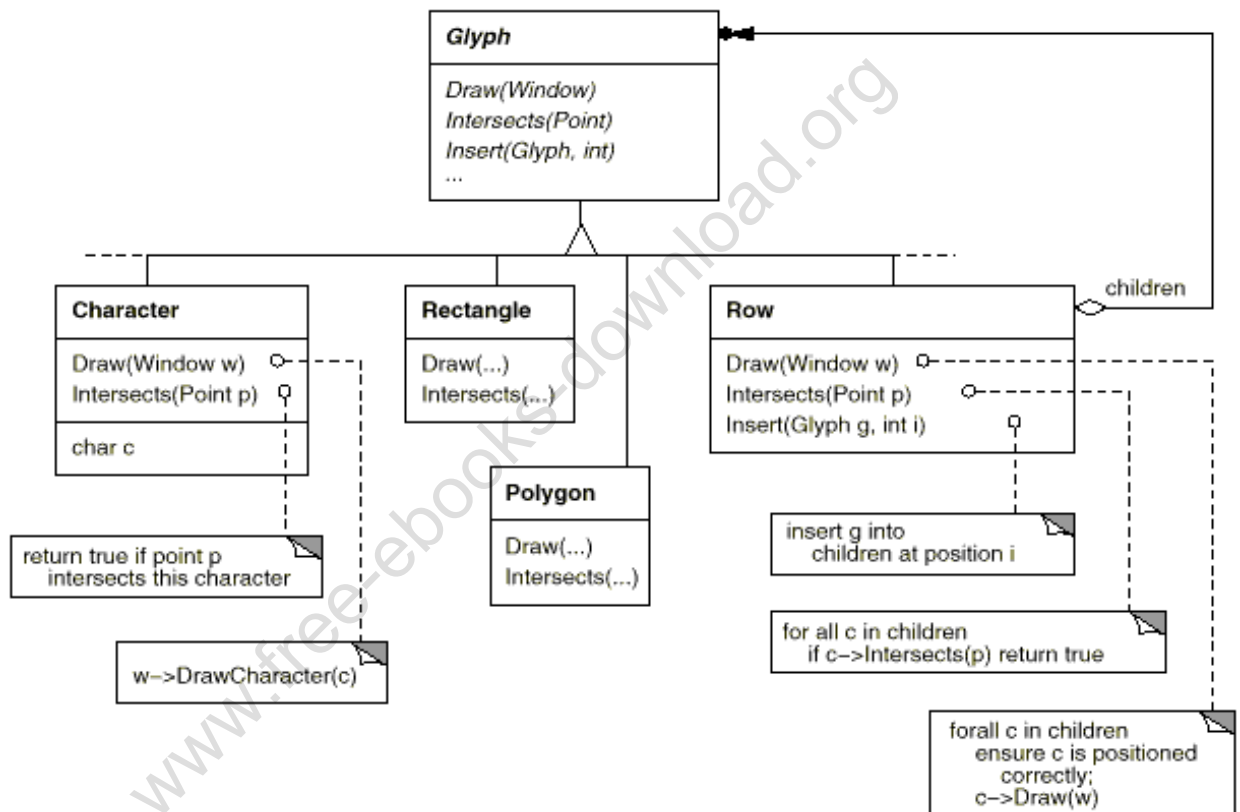 Glyph
Draw(Window)
Intersects(Point)
Insert(Glyph, int)
...
children
Character
Draw(Window w)
Intersects(Point p)
char c
Rectangle
Draw(...)
Intersects(...)
Row
Draw(Window w)
Intersects(Point p)
Insert(Glyph g, int i)
Polygon
Draw(...)
Intersects(...)
return true if point p
intersects this character
w->DrawCharacter(c)
insert g into
children at position i
for all c in children
if c->Intersects(p) return true
forall c in children
ensure c is positioned
correctly;
c->Draw(w)
www.free-ebooks-download.org